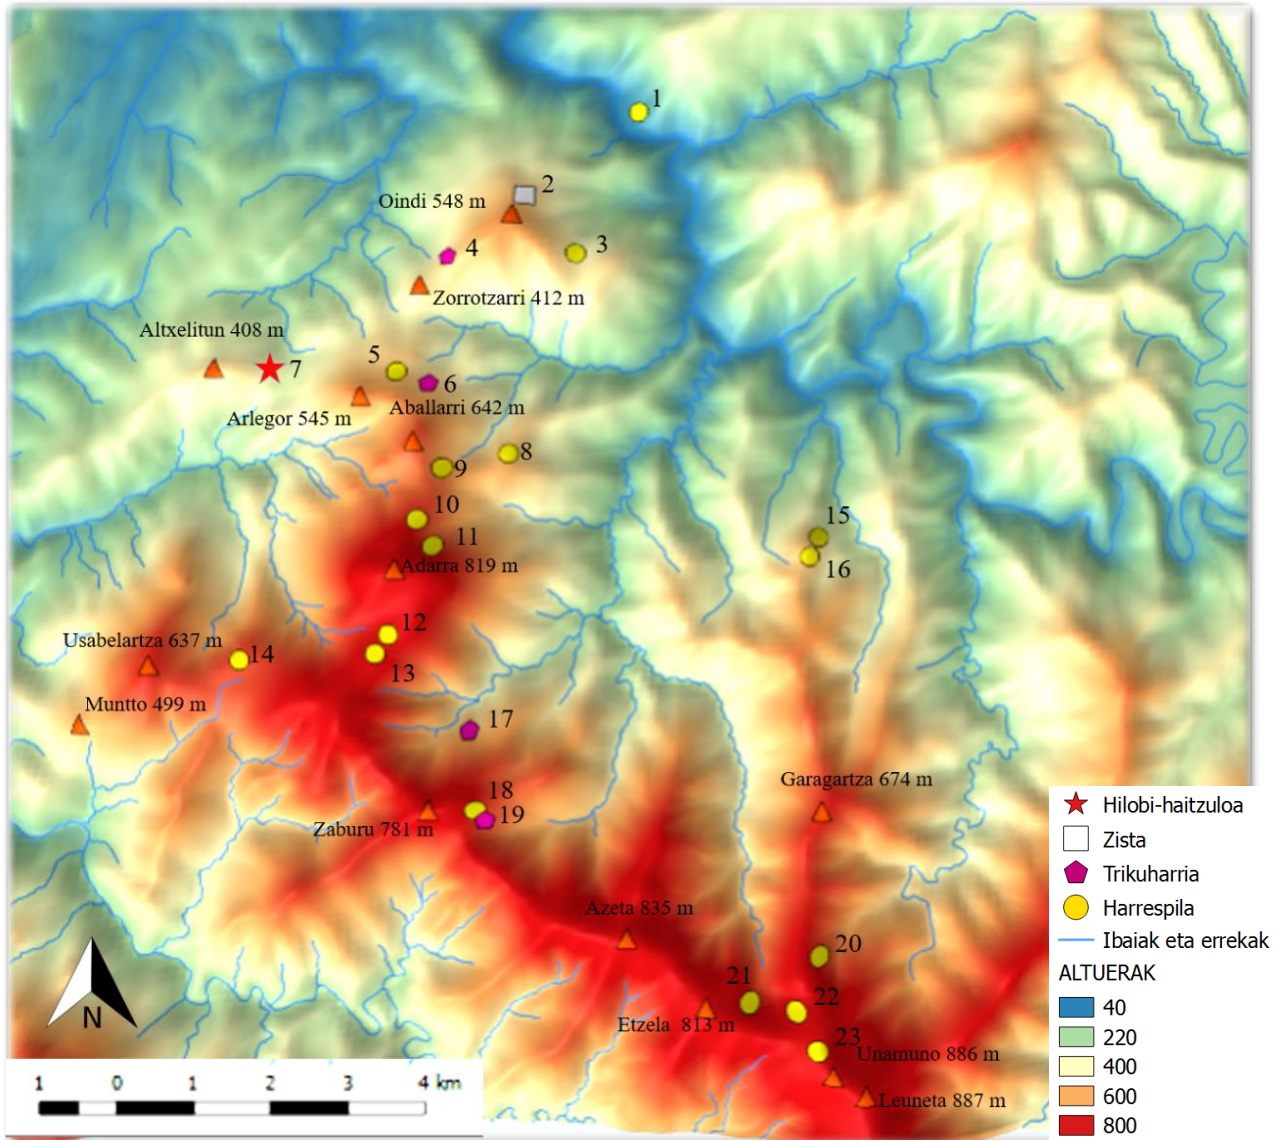 1
2
Oindi 548 m
3
4
Zorrotzarri 412 m
Altxelitun 408 m
5
7
6
Aballarri 642 m
Arlegor 545 m
8
9
10
15
11
Adarra 819 m
16
12
Usabelartza 637 m
14
13
Muntto 499 m
17
Garagartza 674 m
18
19
Zaburu 781 m
Hilobi-haitzuloa
Zista
Trikuharria
Azeta 835 m
Harrespila
20
Ibaiak eta errekak
21
ALTUERAK
22
N
Etzela 813 m
40
23
220
Unamuno 886 m
400
1 0 1 2 3 4 km
600
Leuneta 887 m
800